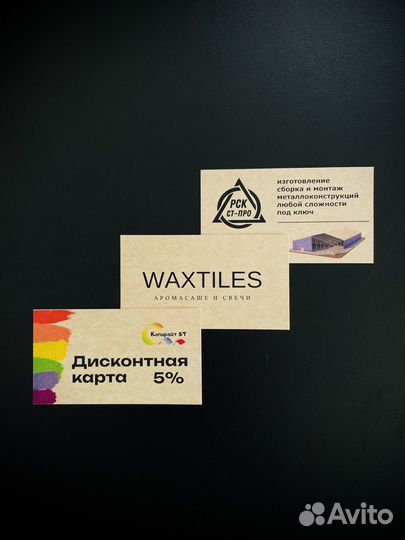 РСК
СТ-ПРО
изготовление
сборка и монтаж
металлоконструкций
любой сложности
под ключ
WAXTILES
АРОМАСАШЕ И СВЕЧИ
Копирайт ST
Дисконтная
карта 5%
Avito